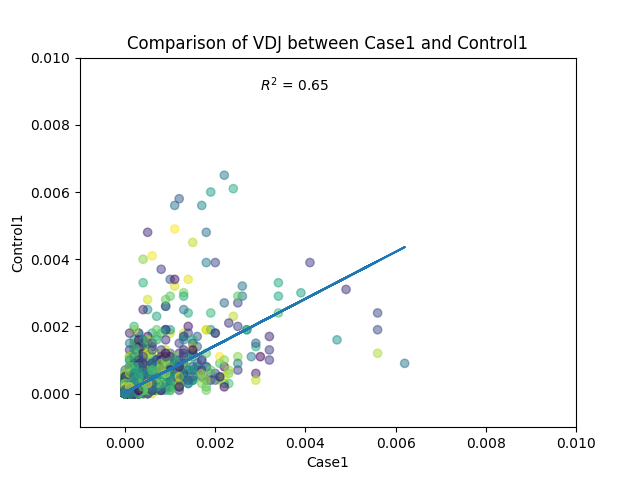 Comparison of VDJ between Case1 and Control1
0.010
R² = 0.65
0.008
0.006
0.004
0.002
0.000
Control1
0.000 0.002 0.004 0.006 0.008 0.010
Case1